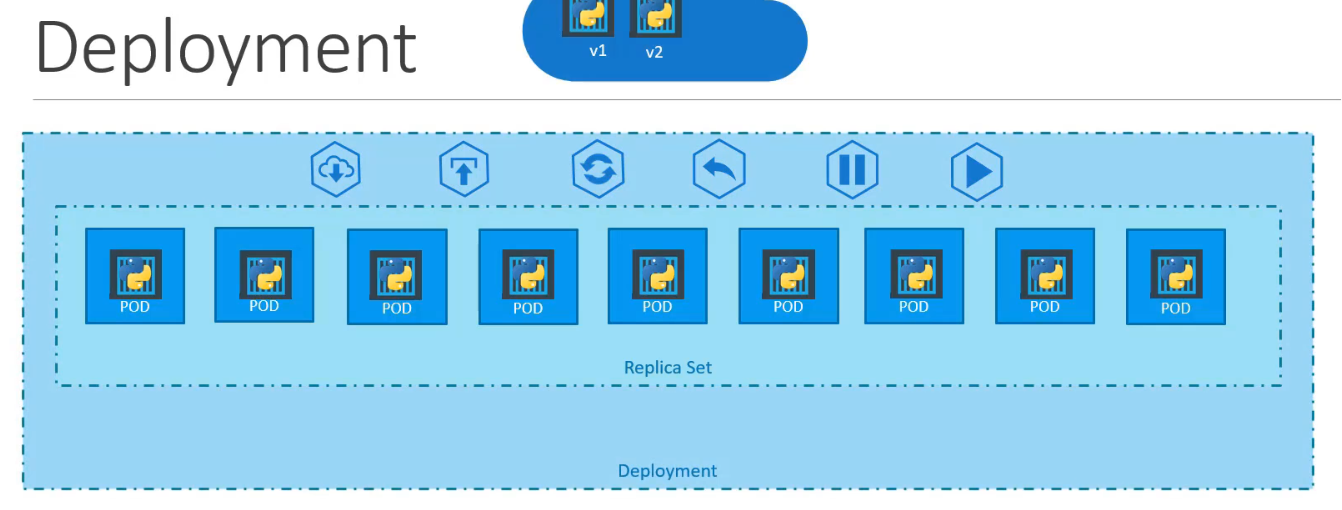 Deployment
v1 v2
POD POD POD POD POD POD POD POD POD
Replica Set
Deployment